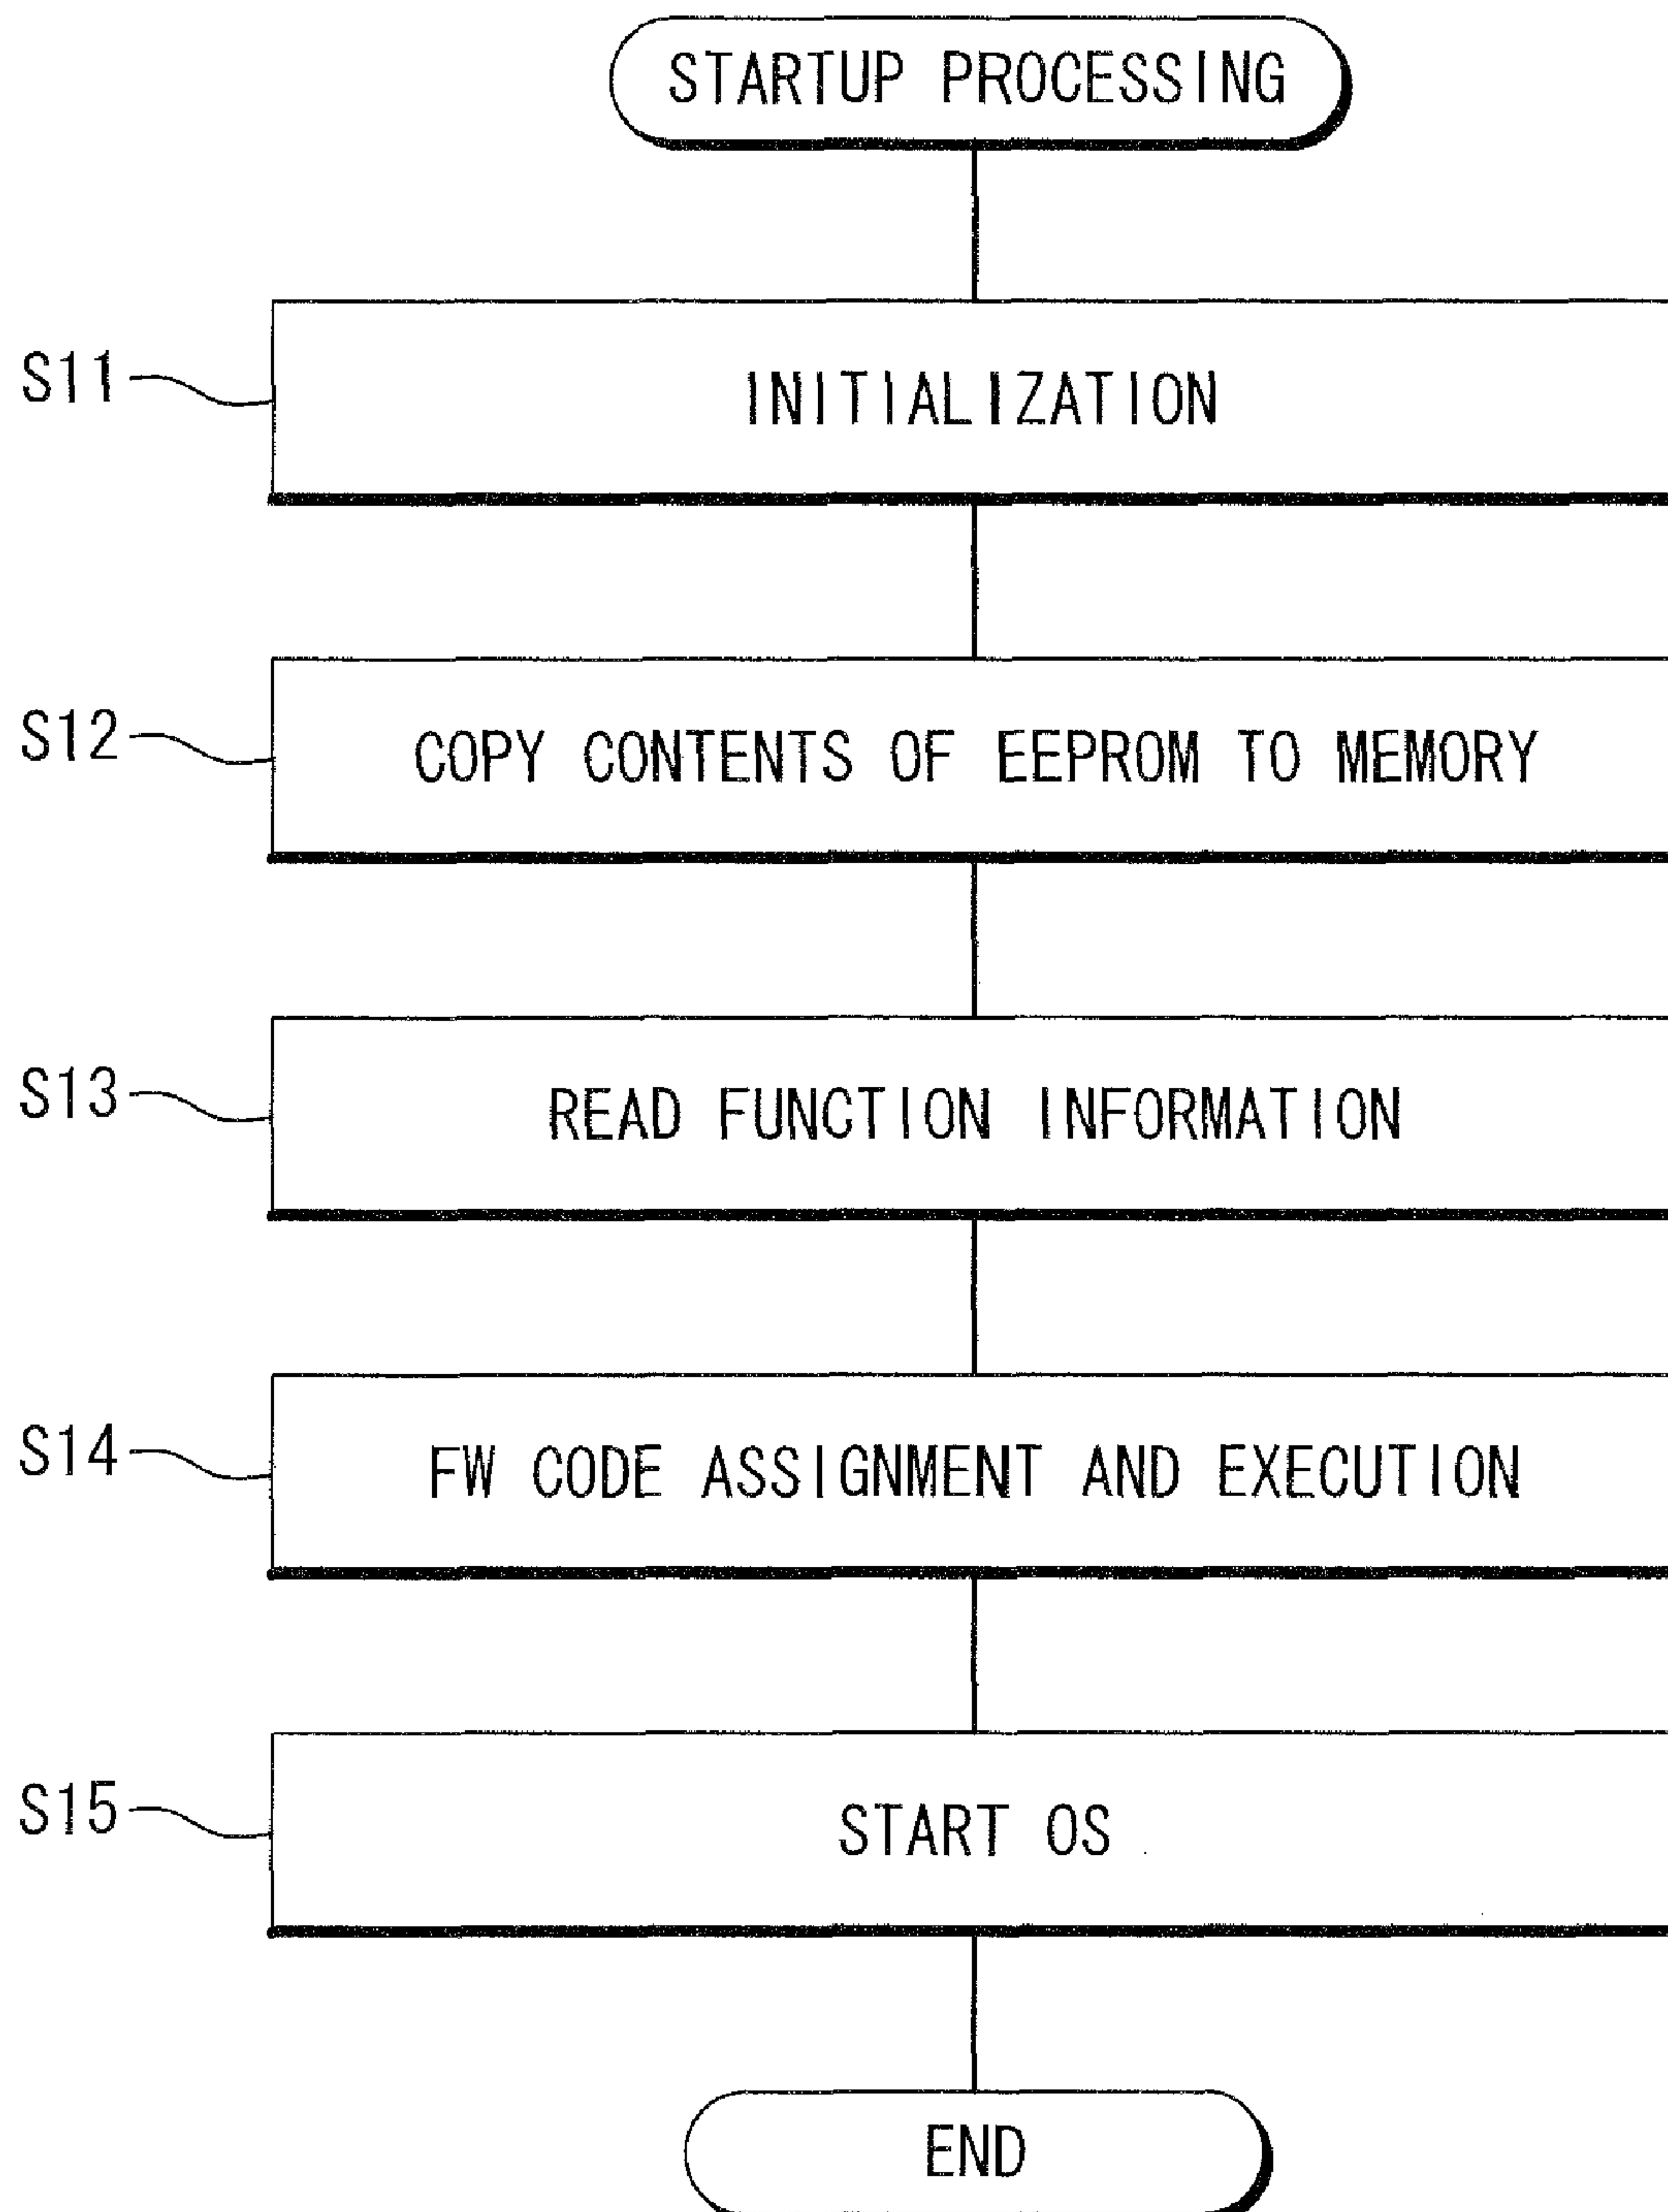 STARTUP PROCESSING
S11
INITIALIZATION
S12
COPY CONTENTS OF EEPROM TO MEMORY
S13
READ FUNCTION INFORMATION
S14
FW CODE ASSIGNMENT AND EXECUTION
S15
START OS
END